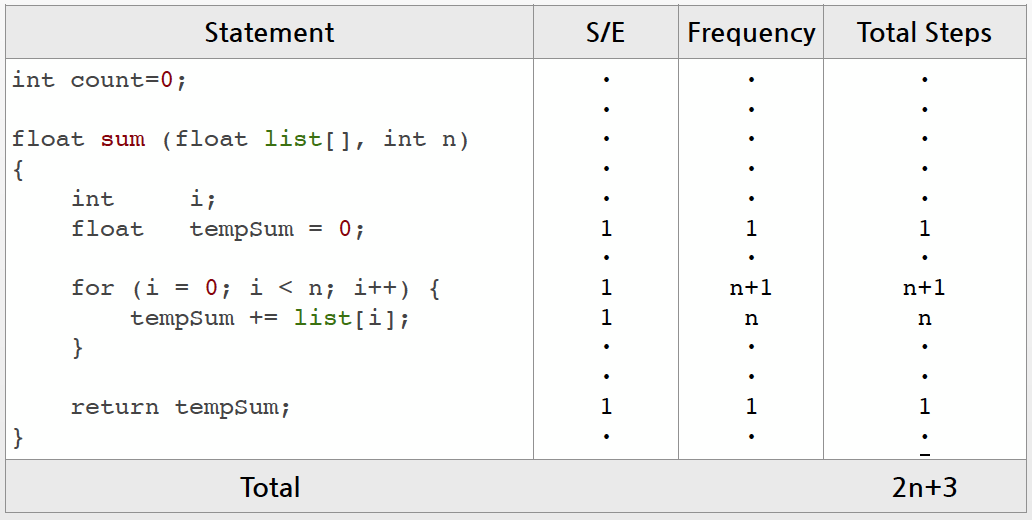 Statement S/E Frequency Total Steps
int count=0; · · ·
· · ·
float sum (float list[], int n) · · ·
{ · · ·
int i; · · ·
float tempSum = 0; 1 1 1
· · ·
for (i = 0; i < n; i++) { 1 n+1 n+1
tempSum += list[i]; 1 n n
} · · ·
· · ·
return tempSum; 1 1 1
} · · ·
Total 2n+3